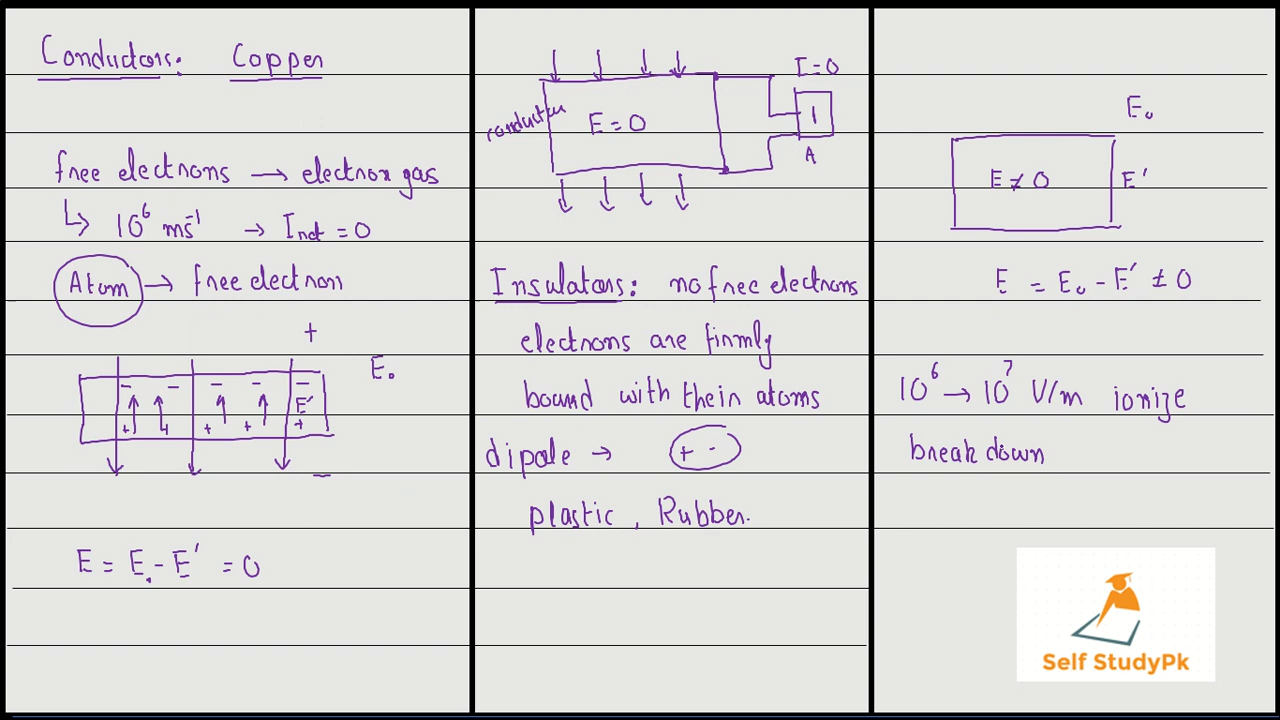 Conductors: Copper
free electrons → electron gas
↳ 10⁶ ms⁻¹ → Inet = 0
Atom → free electron
+
E₀
- - - - -
E'
+ + + + +
-
E = E₀ - E' = 0
I = 0
conductor
E = 0
A
Insulators: no free electrons
electrons are firmly
bound with their atoms
dipole → + -
plastic, Rubber.
E₀
E ≠ 0 E'
E = E₀ - E' ≠ 0
10⁶ → 10⁷ V/m ionize
break down
Self StudyPk